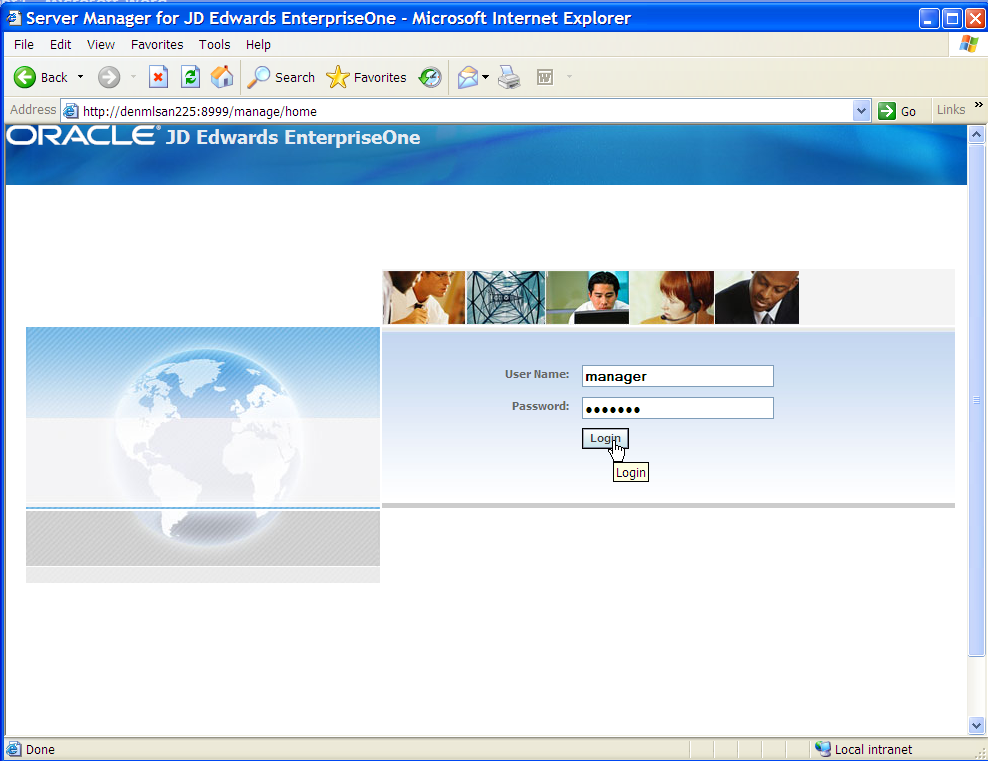 Server Manager for JD Edwards EnterpriseOne - Microsoft Internet Explorer
File Edit View Favorites Tools Help
Back Search Favorites
Address http://denmlsan225:8999/manage/home Go Links »
ORACLE® JD Edwards EnterpriseOne
User Name: manager
Password: •••••••
Login
Login
Done Local intranet